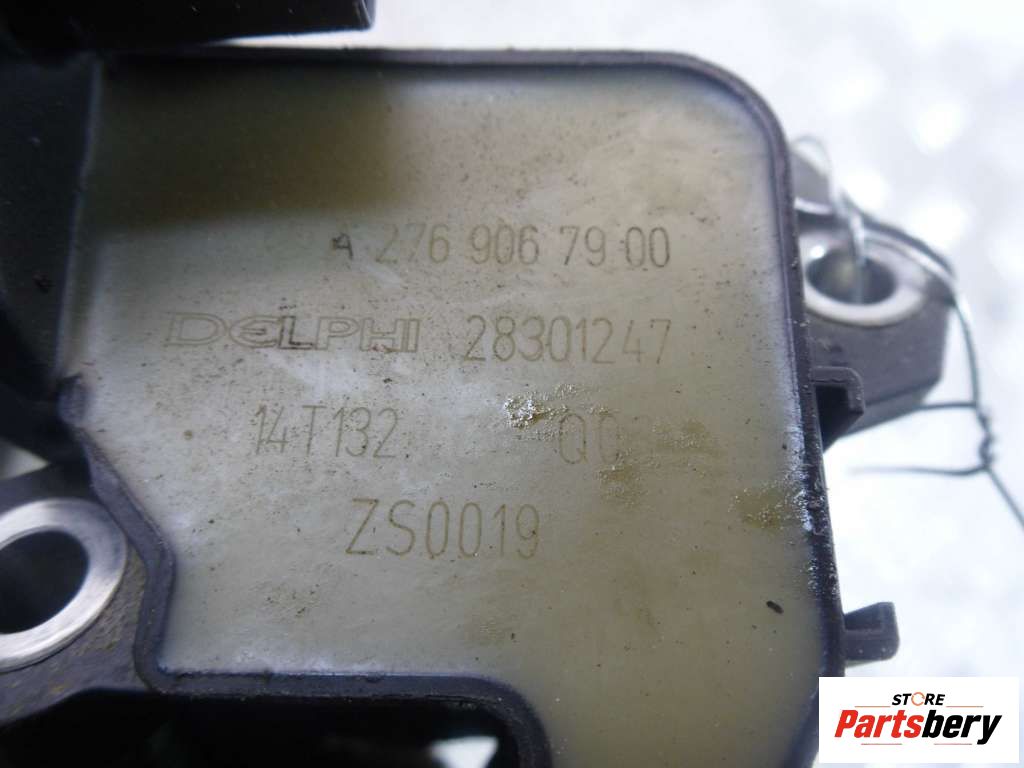 A 276 906 79 00
DELPHI 28301247
14T132 QC
ZS0019
STORE
Partsbery